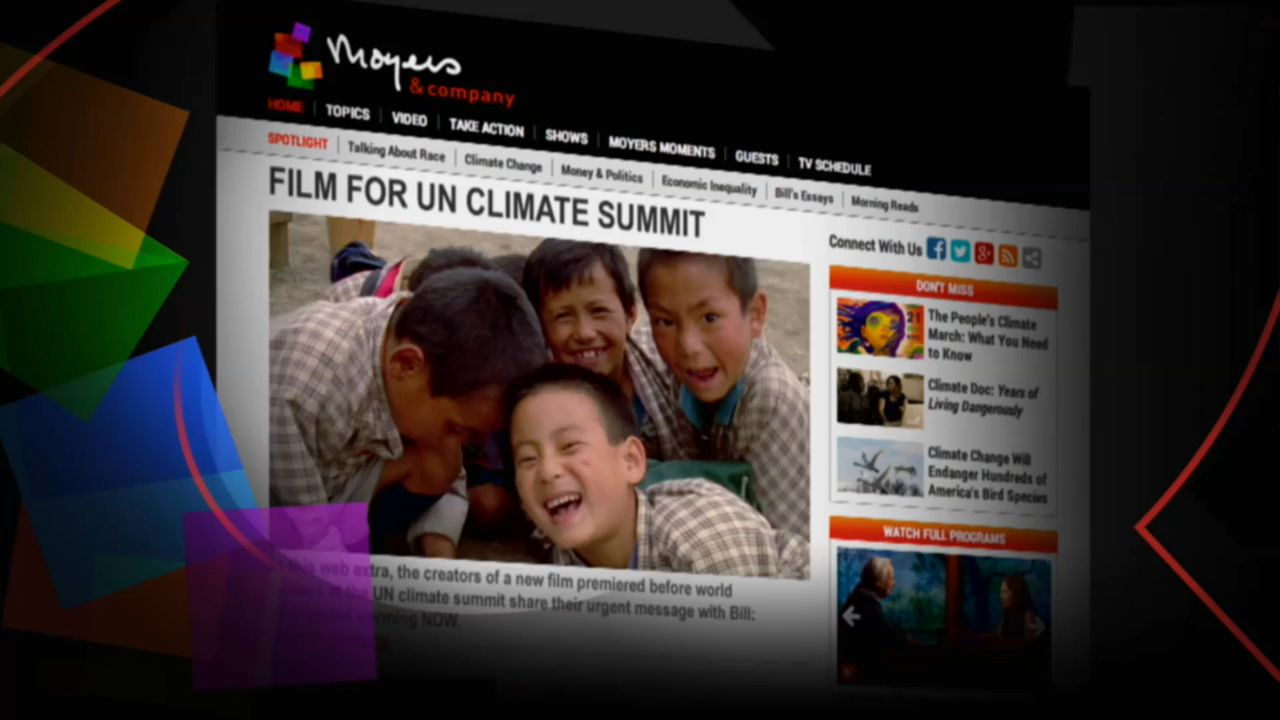 Moyers
& company
HOME
TOPICS
VIDEO
TAKE ACTION
SHOWS
MOYERS MOMENTS
GUESTS
TV SCHEDULE
SPOTLIGHT
Talking About Race
Climate Change
Money & Politics
Economic Inequality
Bill's Essays
Morning Reads
FILM FOR UN CLIMATE SUMMIT
web extra, the creators of a new film premiered before world
the UN climate summit share their urgent message with Bill:
NOW.
Connect With Us
DON'T MISS
21
The People's Climate
March: What You Need
to Know
Climate Doc: Years of
Living Dangerously
Climate Change Will
Endanger Hundreds of
America's Bird Species
WATCH FULL PROGRAMS